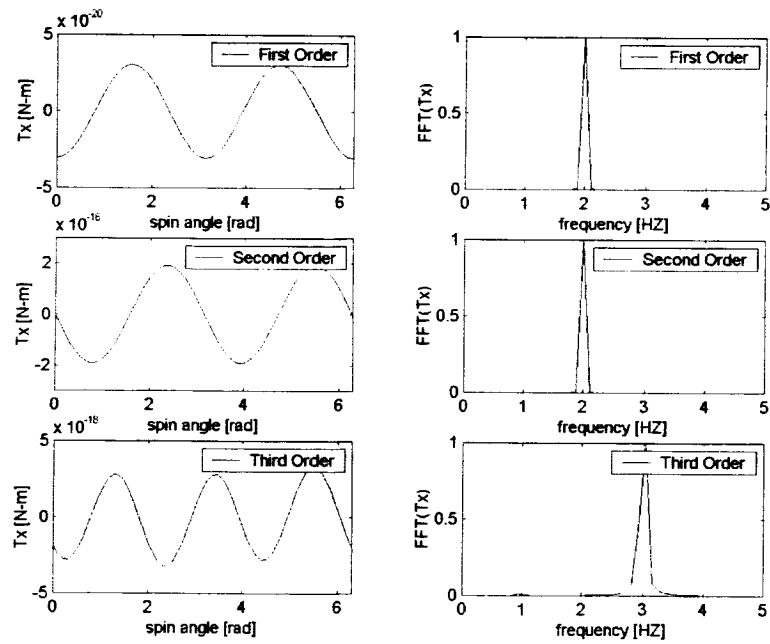 x 10-20
5
0
-5
Tx [N-m]
First Order
0 2 4 6
spin angle [rad]
1
0.5
0
FFT(Tx)
First Order
0 1 2 3 4 5
frequency [HZ]
x 10-16
2
0
-2
Tx [N-m]
Second Order
0 2 4 6
spin angle [rad]
1
0.5
0
FFT(Tx)
Second Order
0 1 2 3 4 5
frequency [HZ]
x 10-18
5
0
-5
Tx [N-m]
Third Order
0 2 4 6
spin angle [rad]
1
0.5
0
FFT(Tx)
Third Order
0 1 2 3 4 5
frequency [HZ]